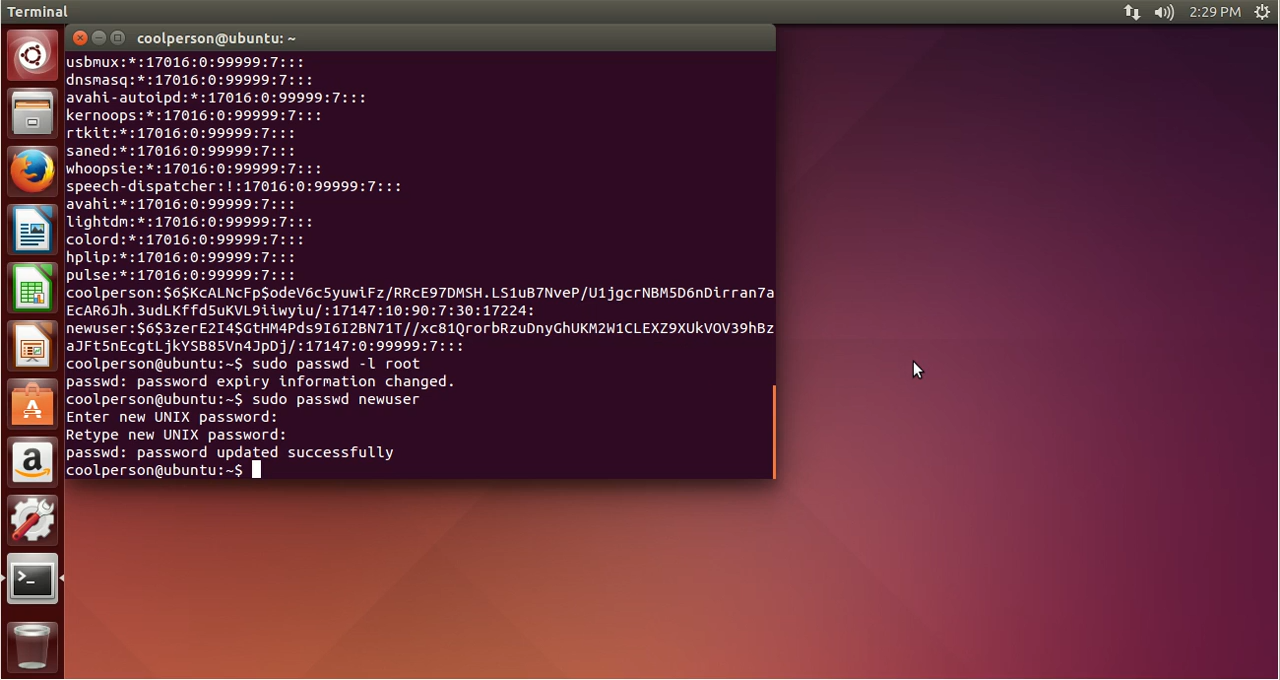 Terminal
2:29 PM
coolperson@ubuntu: ~
usbmux:*:17016:0:99999:7:::
dnsmasq:*:17016:0:99999:7:::
avahi-autoipd:*:17016:0:99999:7:::
kernoops:*:17016:0:99999:7:::
rtkit:*:17016:0:99999:7:::
saned:*:17016:0:99999:7:::
whoopsie:*:17016:0:99999:7:::
speech-dispatcher:!:17016:0:99999:7:::
avahi:*:17016:0:99999:7:::
lightdm:*:17016:0:99999:7:::
colord:*:17016:0:99999:7:::
hplip:*:17016:0:99999:7:::
pulse:*:17016:0:99999:7:::
coolperson:$6$KcALNcFp$odeV6c5yuwiFz/RRcE97DMSH.LS1uB7NveP/U1jgcrNBM5D6nDirran7a
EcAR6Jh.3udLKffd5uKVL9iiwyiu/:17147:10:90:7:30:17224:
newuser:$6$3zerE2I4$GtHM4Pds9I6I2BN71T//xc81QrorbRzuDnyGhUKM2W1CLEXZ9XUkVOV39hBz
aJFt5nEcgtLjkYSB85Vn4JpDj/:17147:0:99999:7:::
coolperson@ubuntu:~$ sudo passwd -l root
passwd: password expiry information changed.
coolperson@ubuntu:~$ sudo passwd newuser
Enter new UNIX password:
Retype new UNIX password:
passwd: password updated successfully
coolperson@ubuntu:~$